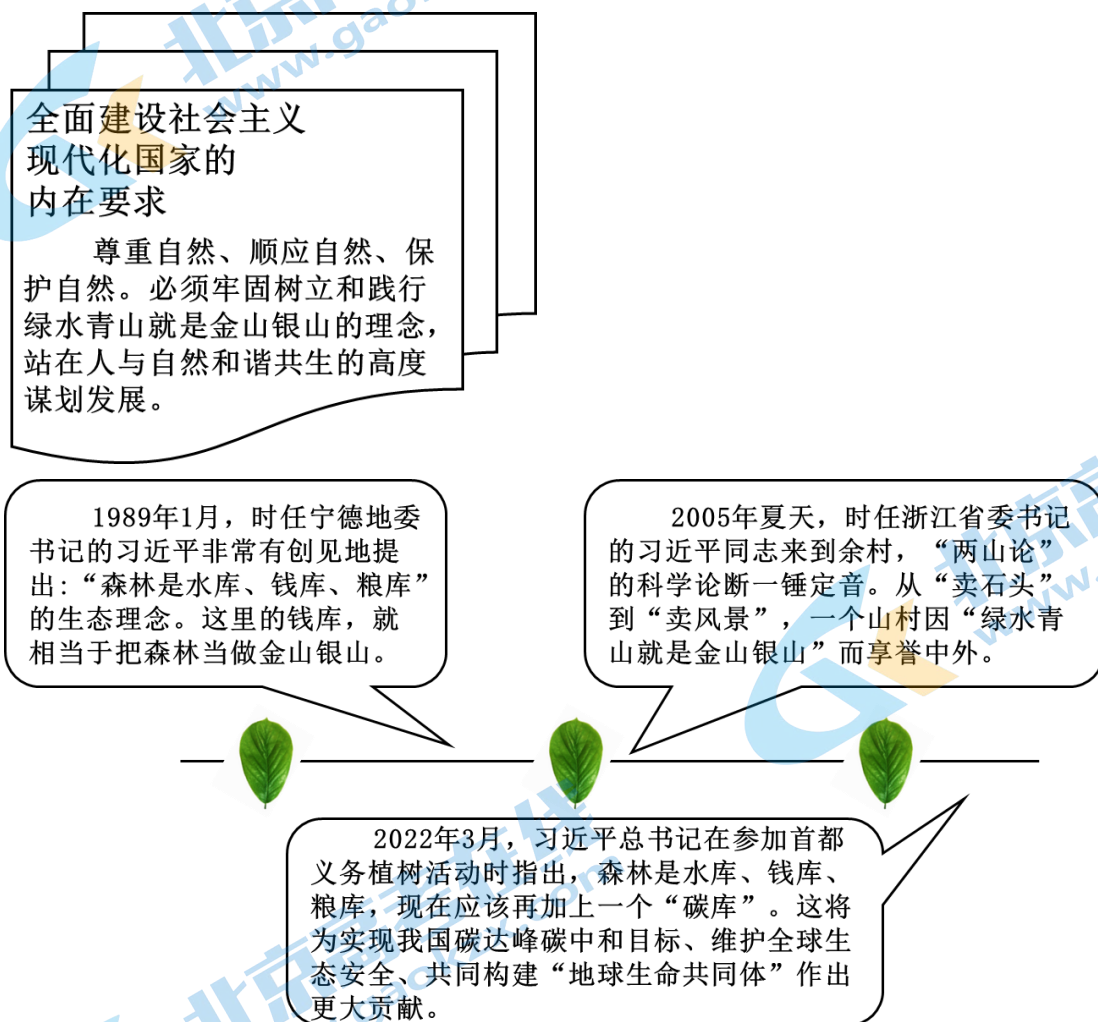 全面建设社会主义
现代化国家的
内在要求
尊重自然、顺应自然、保
护自然。必须牢固树立和践行
绿水青山就是金山银山的理念，
站在人与自然和谐共生的高度
谋划发展。
1989年1月，时任宁德地委
书记的习近平非常有创见地提
出：“森林是水库、钱库、粮库”
的生态理念。这里的钱库，就
相当于把森林当做金山银山。
2005年夏天，时任浙江省委书记
的习近平同志来到余村，“两山论”
的科学论断一锤定音。从“卖石头”
到“卖风景”，一个山村因“绿水青
山就是金山银山”而享誉中外。
2022年3月，习近平总书记在参加首都
义务植树活动时指出，森林是水库、钱库、
粮库，现在应该再加上一个“碳库”。这将
为实现我国碳达峰碳中和目标、维护全球生
态安全、共同构建“地球生命共同体”作出
更大贡献。
北京高考在线
www.gaokzx.com